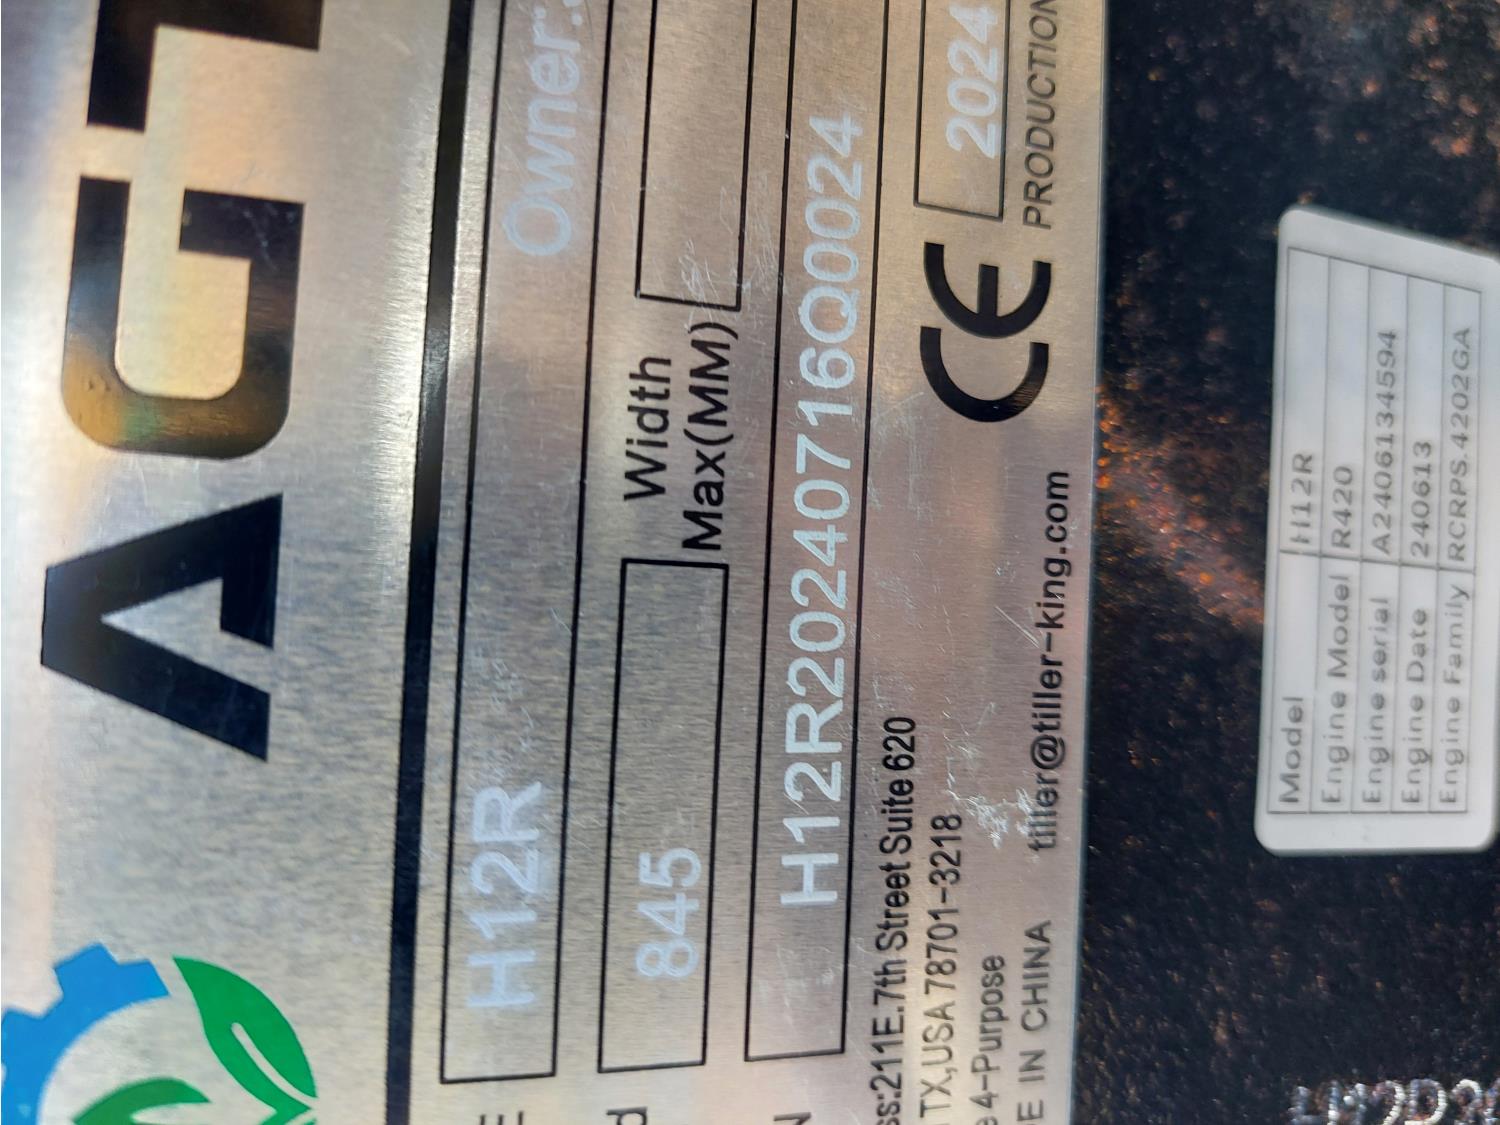 AGT
H12R Owner:
845 Width
Max(MM)
H12R20240716Q0024
ss:211E.7th Street Suite 620
TX,USA 78701-3218
4-Purpose CE 2024
IN CHINA tiller@tiller-king.com PRODUCTION
Model H12R
Engine Model R420
Engine serial A2406134594
Engine Date 240613
Engine Family RCRPS.4202GA